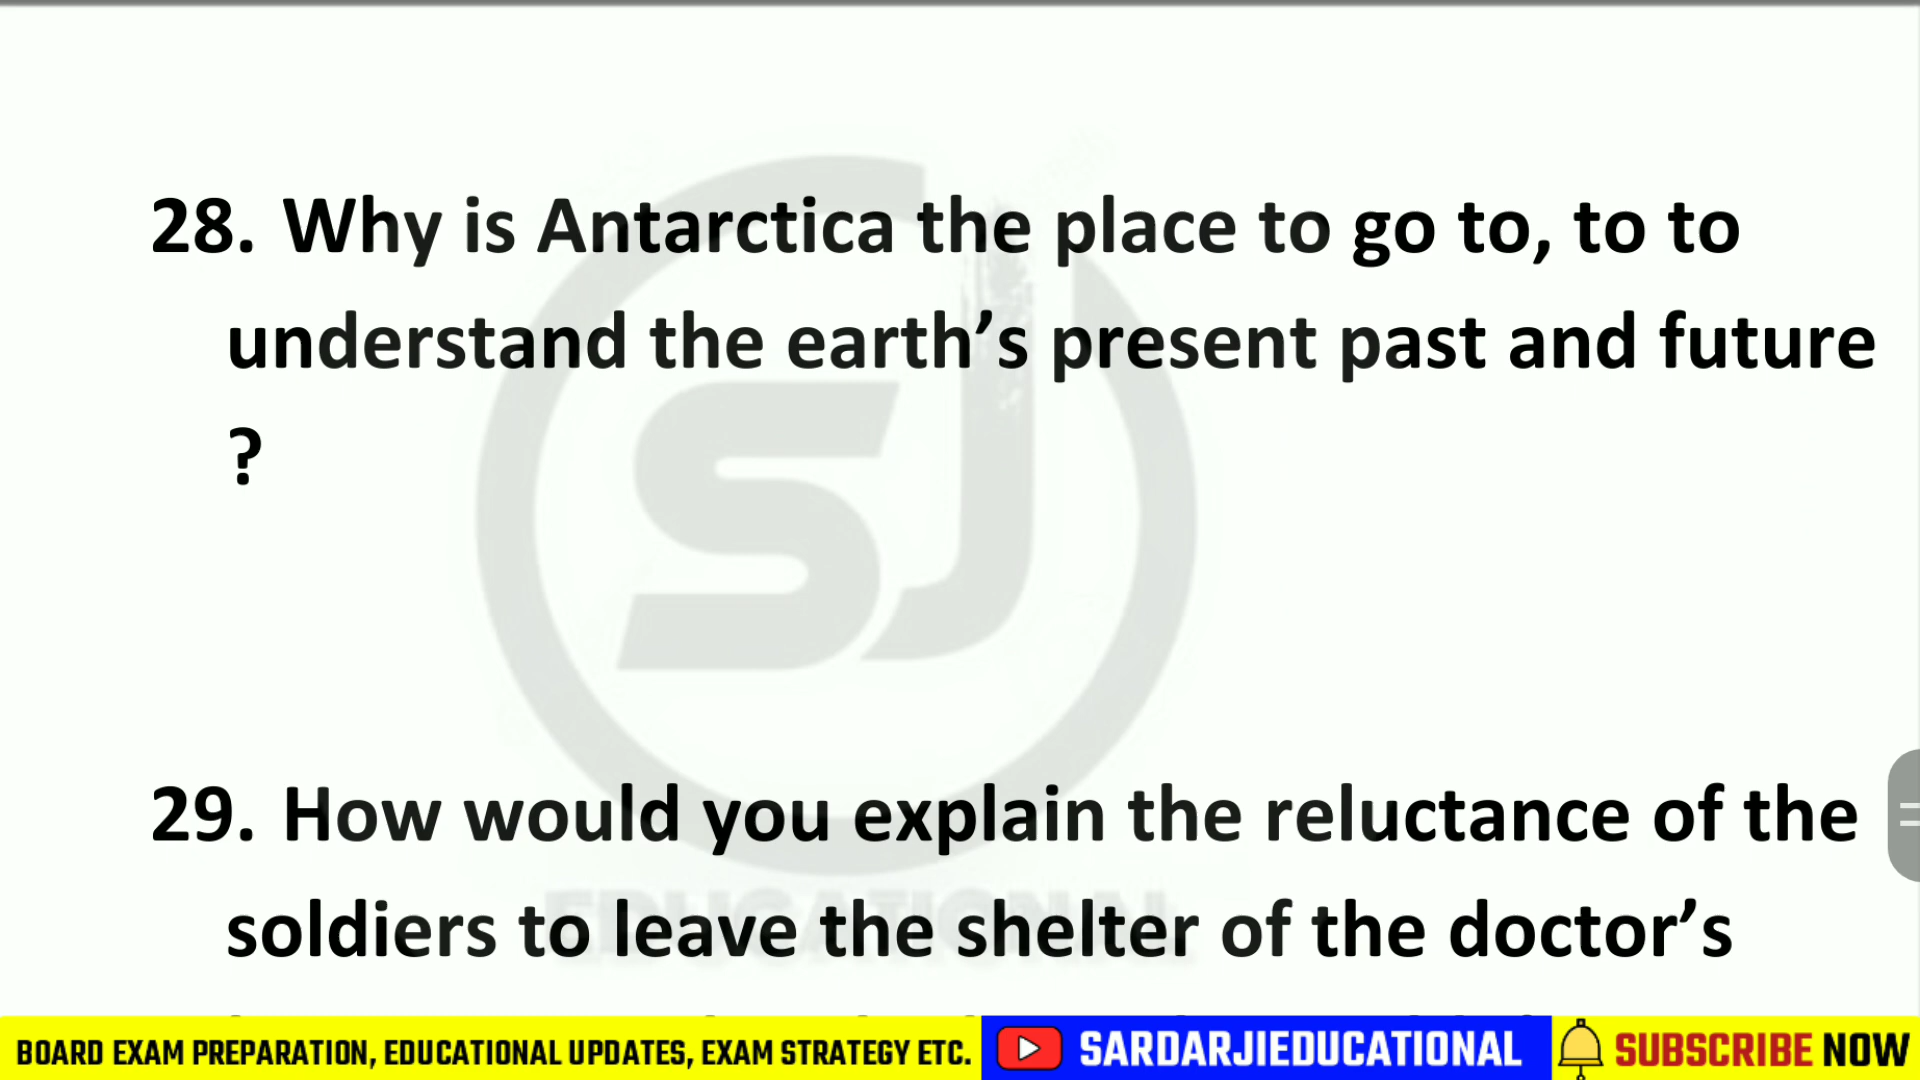 28. Why is Antarctica the place to go to, to to
understand the earth’s present past and future
?
SJ
29. How would you explain the reluctance of the
EDUCATIONAL
soldiers to leave the shelter of the doctor’s
BOARD EXAM PREPARATION, EDUCATIONAL UPDATES, EXAM STRATEGY ETC. SARDARJIEDUCATIONAL SUBSCRIBE NOW